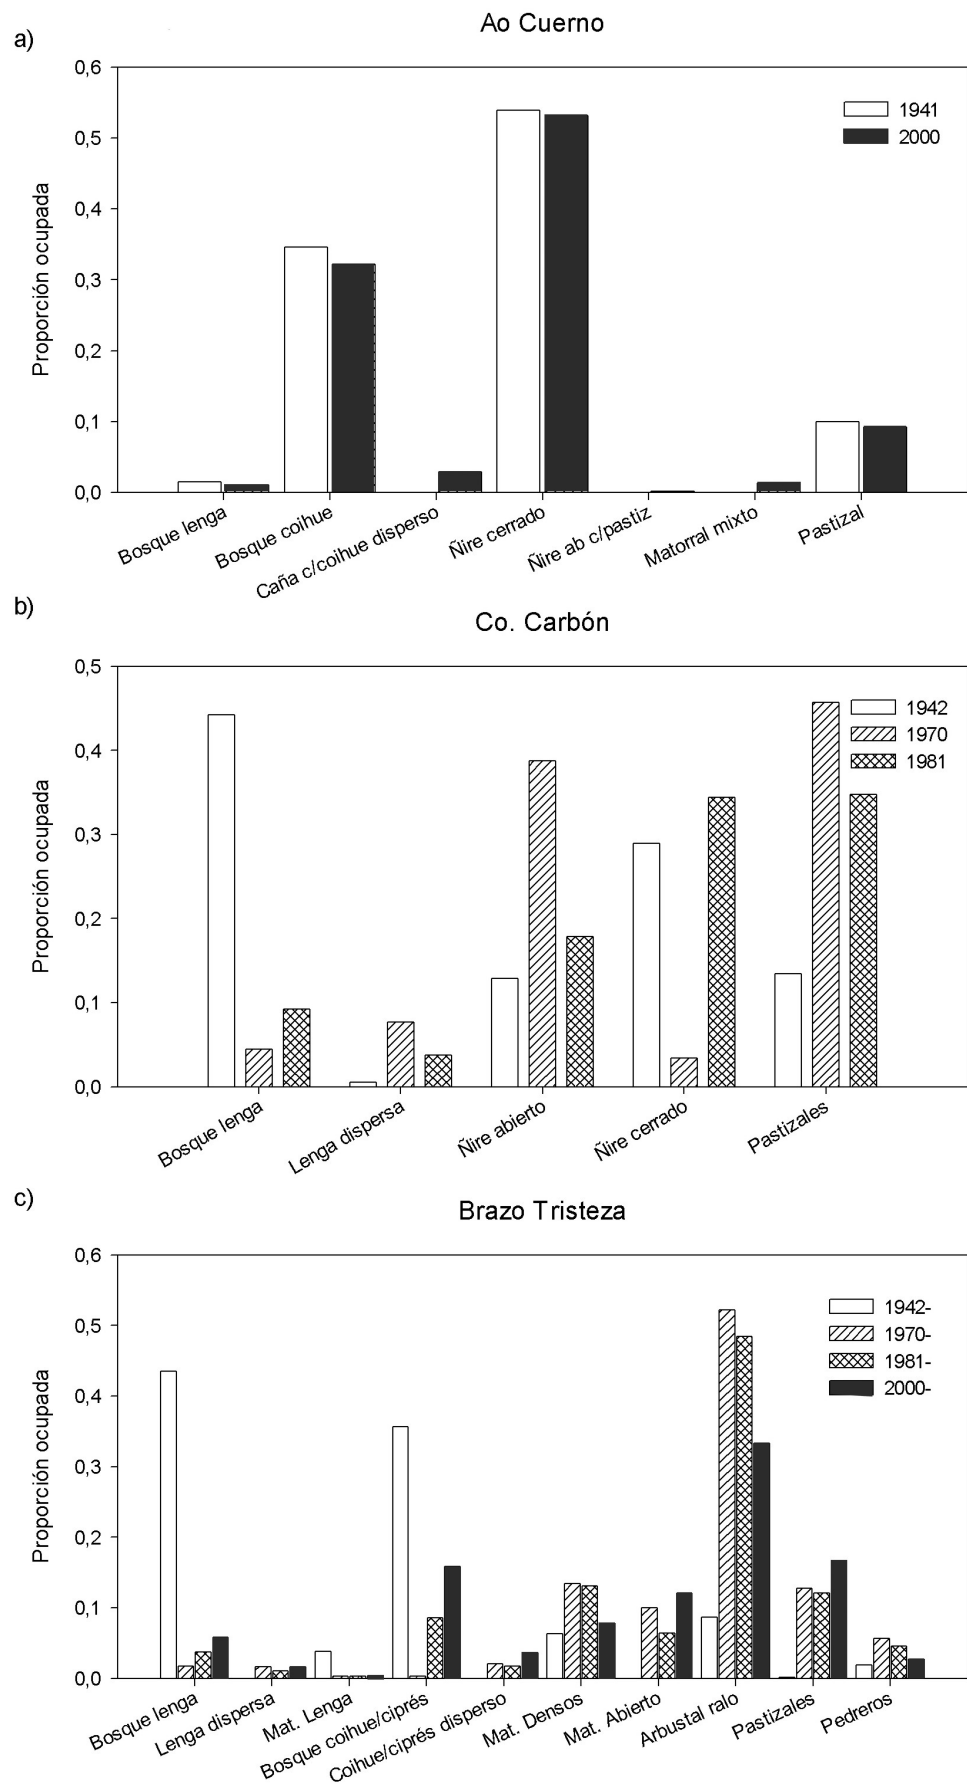 a)
Ao Cuerno
Proporción ocupada
0,6
0,5
0,4
0,3
0,2
0,1
0,0
1941
2000
Bosque lenga
Bosque coihue
Caña c/coihue disperso
Ñire cerrado
Ñire ab c/pastiz
Matorral mixto
Pastizal
b)
Co. Carbón
Proporción ocupada
0,5
0,4
0,3
0,2
0,1
0,0
1942
1970
1981
Bosque lenga
Lenga dispersa
Ñire abierto
Ñire cerrado
Pastizales
c)
Brazo Tristeza
Proporción ocupada
0,6
0,5
0,4
0,3
0,2
0,1
0,0
1942-
1970-
1981-
2000-
Bosque lenga
Lenga dispersa
Mat. Lenga
Bosque coihue/ciprés
Coihue/ciprés disperso
Mat. Densos
Mat. Abierto
Arbustal ralo
Pastizales
Pedreros